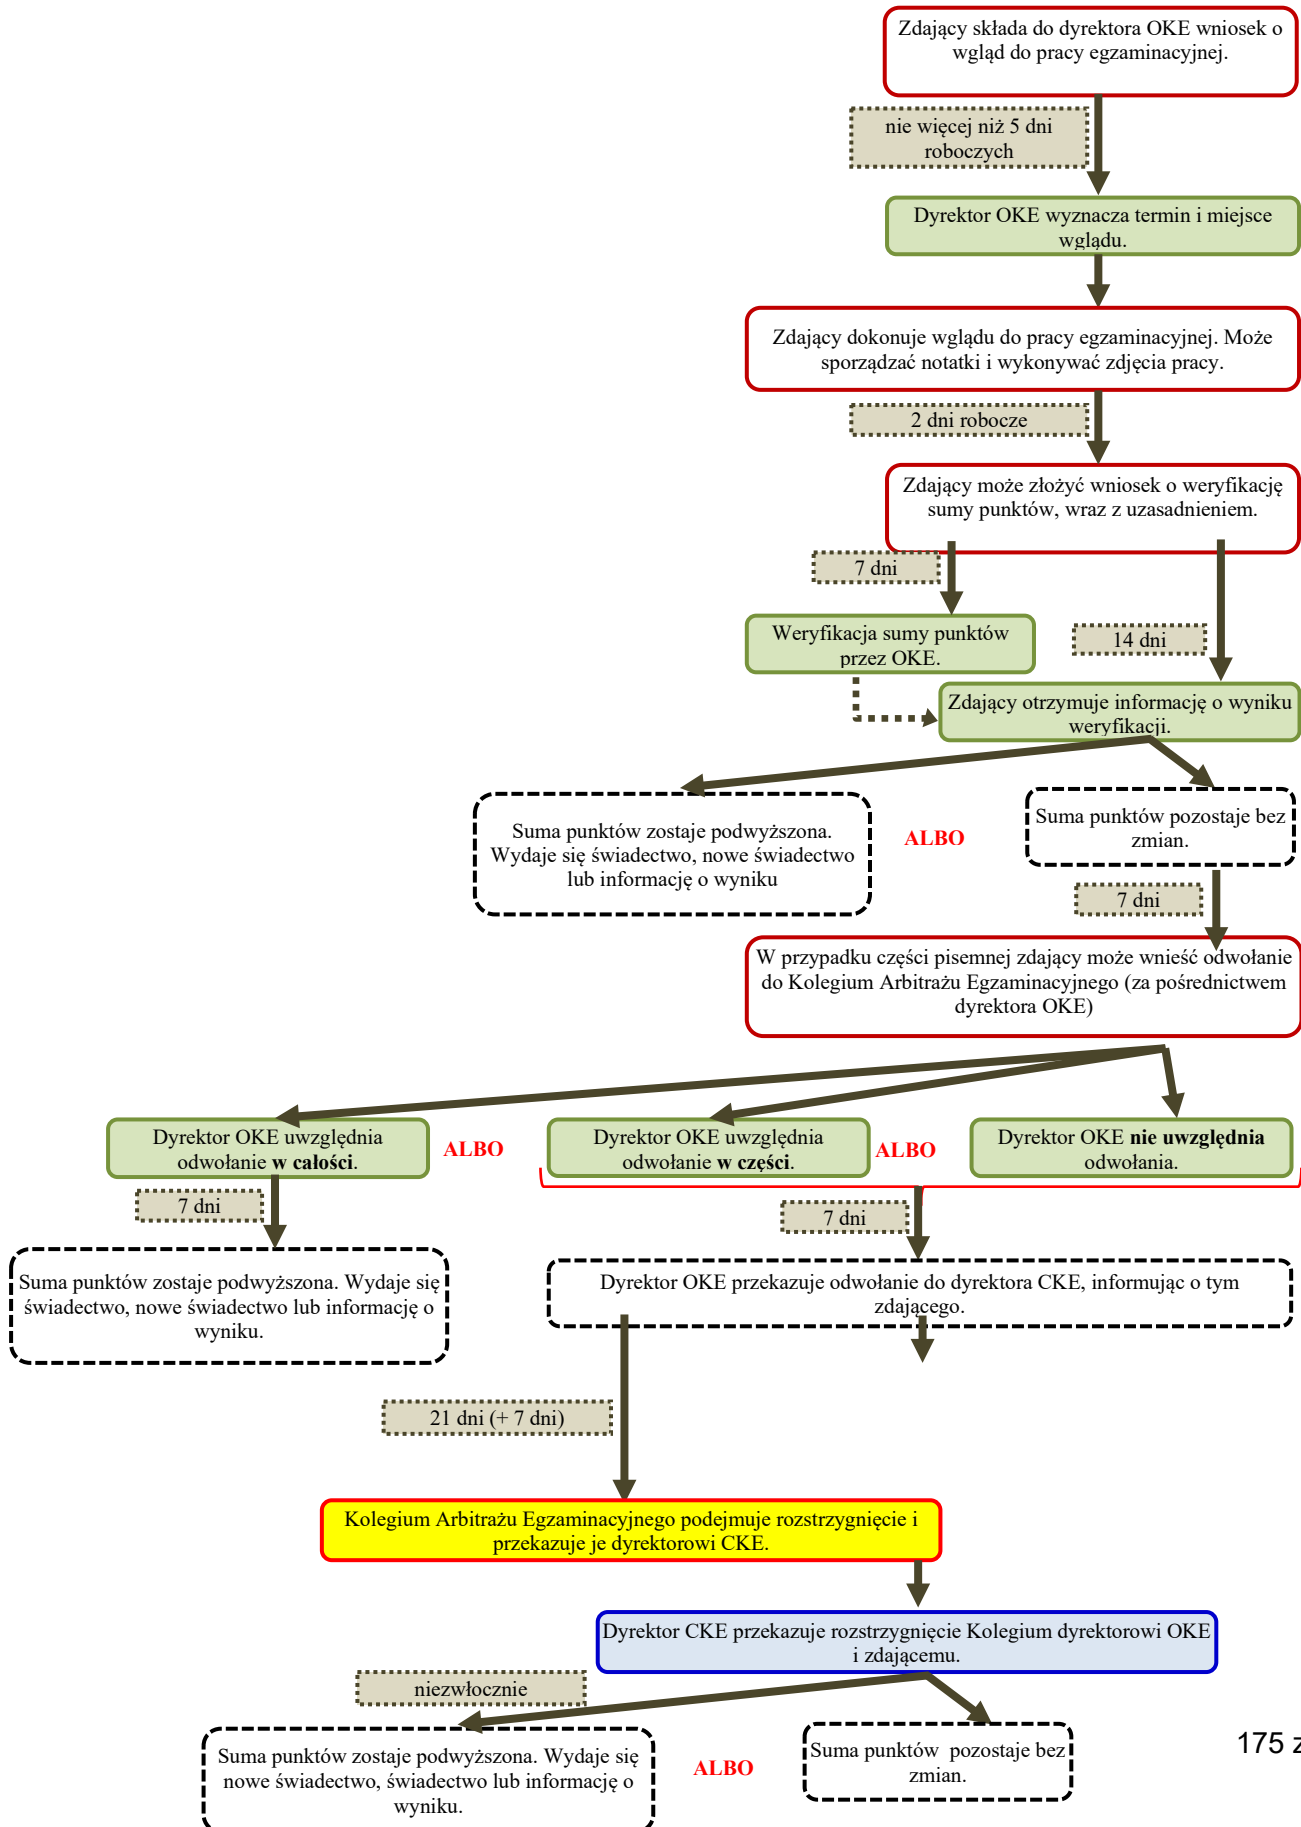 Zdający składa do dyrektora OKE wniosek o
wgląd do pracy egzaminacyjnej.
nie więcej niż 5 dni
roboczych
Dyrektor OKE wyznacza termin i miejsce
wglądu.
Zdający dokonuje wglądu do pracy egzaminacyjnej. Może
sporządzać notatki i wykonywać zdjęcia pracy.
2 dni robocze
Zdający może złożyć wniosek o weryfikację
sumy punktów, wraz z uzasadnieniem.
7 dni
Weryfikacja sumy punktów
przez OKE.
14 dni
Zdający otrzymuje informację o wyniku
weryfikacji.
Suma punktów zostaje podwyższona.
Wydaje się świadectwo, nowe świadectwo
lub informację o wyniku
ALBO
Suma punktów pozostaje bez
zmian.
7 dni
W przypadku części pisemnej zdający może wnieść odwołanie
do Kolegium Arbitrażu Egzaminacyjnego (za pośrednictwem
dyrektora OKE)
Dyrektor OKE uwzględnia
odwołanie w całości.
ALBO
Dyrektor OKE uwzględnia
odwołanie w części.
ALBO
Dyrektor OKE nie uwzględnia
odwołania.
7 dni
7 dni
Suma punktów zostaje podwyższona. Wydaje się
świadectwo, nowe świadectwo lub informację o
wyniku.
Dyrektor OKE przekazuje odwołanie do dyrektora CKE, informując o tym
zdającego.
21 dni (+ 7 dni)
Kolegium Arbitrażu Egzaminacyjnego podejmuje rozstrzygnięcie i
przekazuje je dyrektorowi CKE.
Dyrektor CKE przekazuje rozstrzygnięcie Kolegium dyrektorowi OKE
i zdającemu.
niezwłocznie
Suma punktów zostaje podwyższona. Wydaje się
nowe świadectwo, świadectwo lub informację o
wyniku.
ALBO
Suma punktów  pozostaje bez
zmian.
175 z